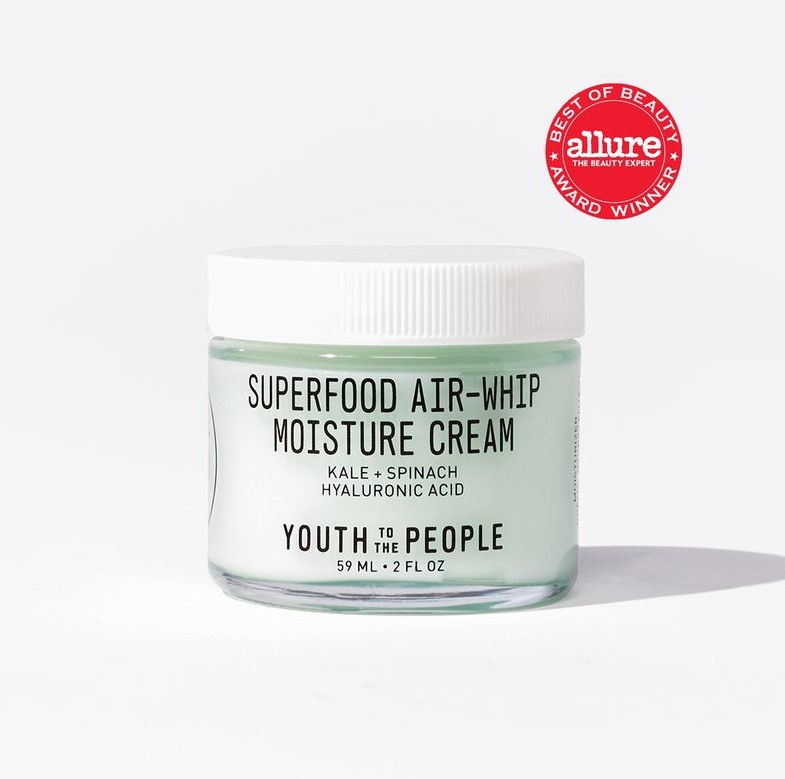 BEST OF BEAUTY
allure
THE BEAUTY EXPERT
AWARD WINNER
SUPERFOOD AIR-WHIP
MOISTURE CREAM
KALE + SPINACH
HYALURONIC ACID
YOUTH TO THE PEOPLE
59 ML • 2 FL OZ
MOISTURIZER